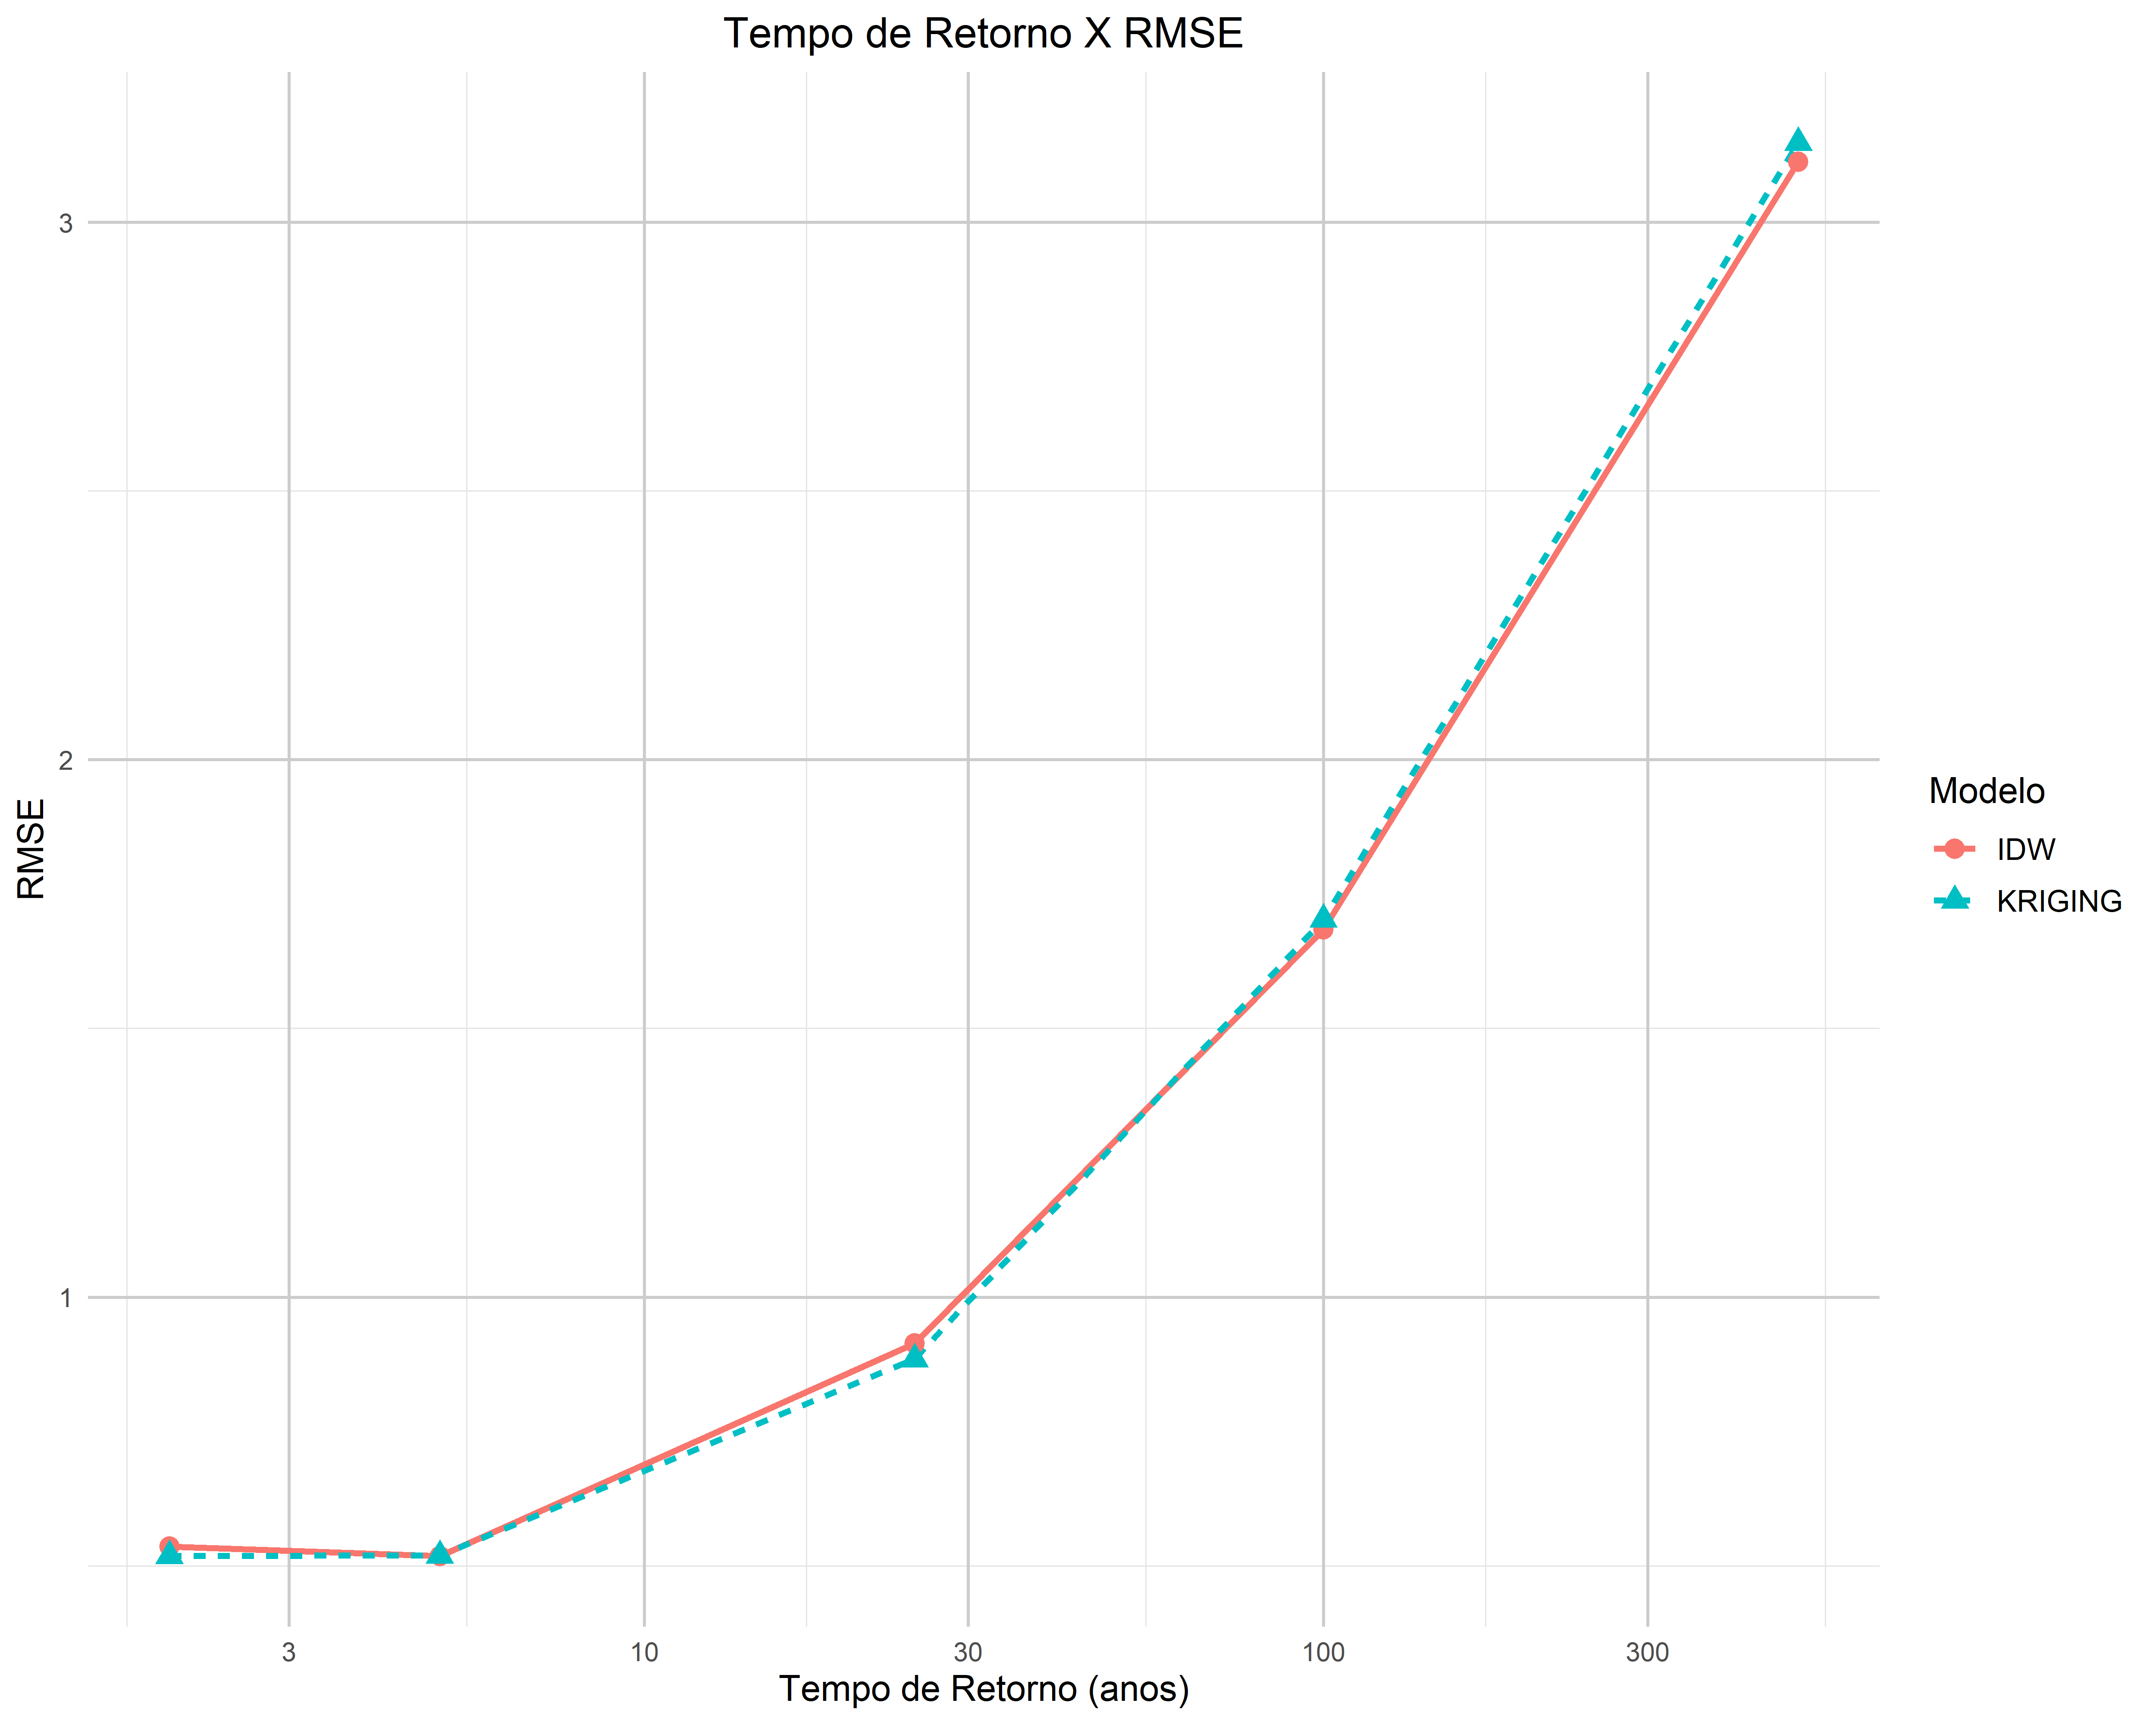 Tempo de Retorno X RMSE
3
2
1
RMSE
3
10
30
100
300
Tempo de Retorno (anos)
Modelo
IDW
KRIGING